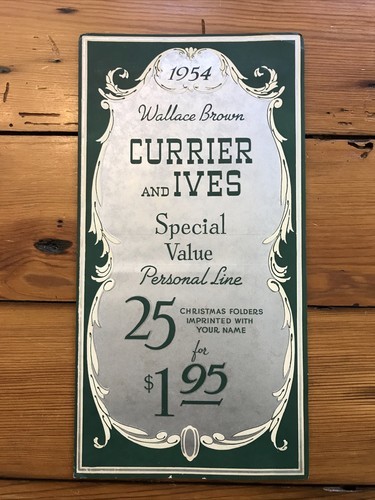 1954
Wallace Brown
CURRIER
AND IVES
Special
Value
Personal Line
25 CHRISTMAS FOLDERS
IMPRINTED WITH
YOUR NAME
for
$1.95